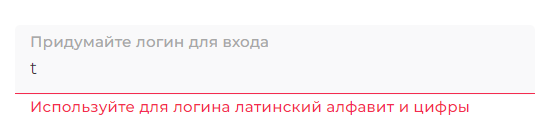 Придумайте логин для входа
t
Используйте для логина латинский алфавит и цифры